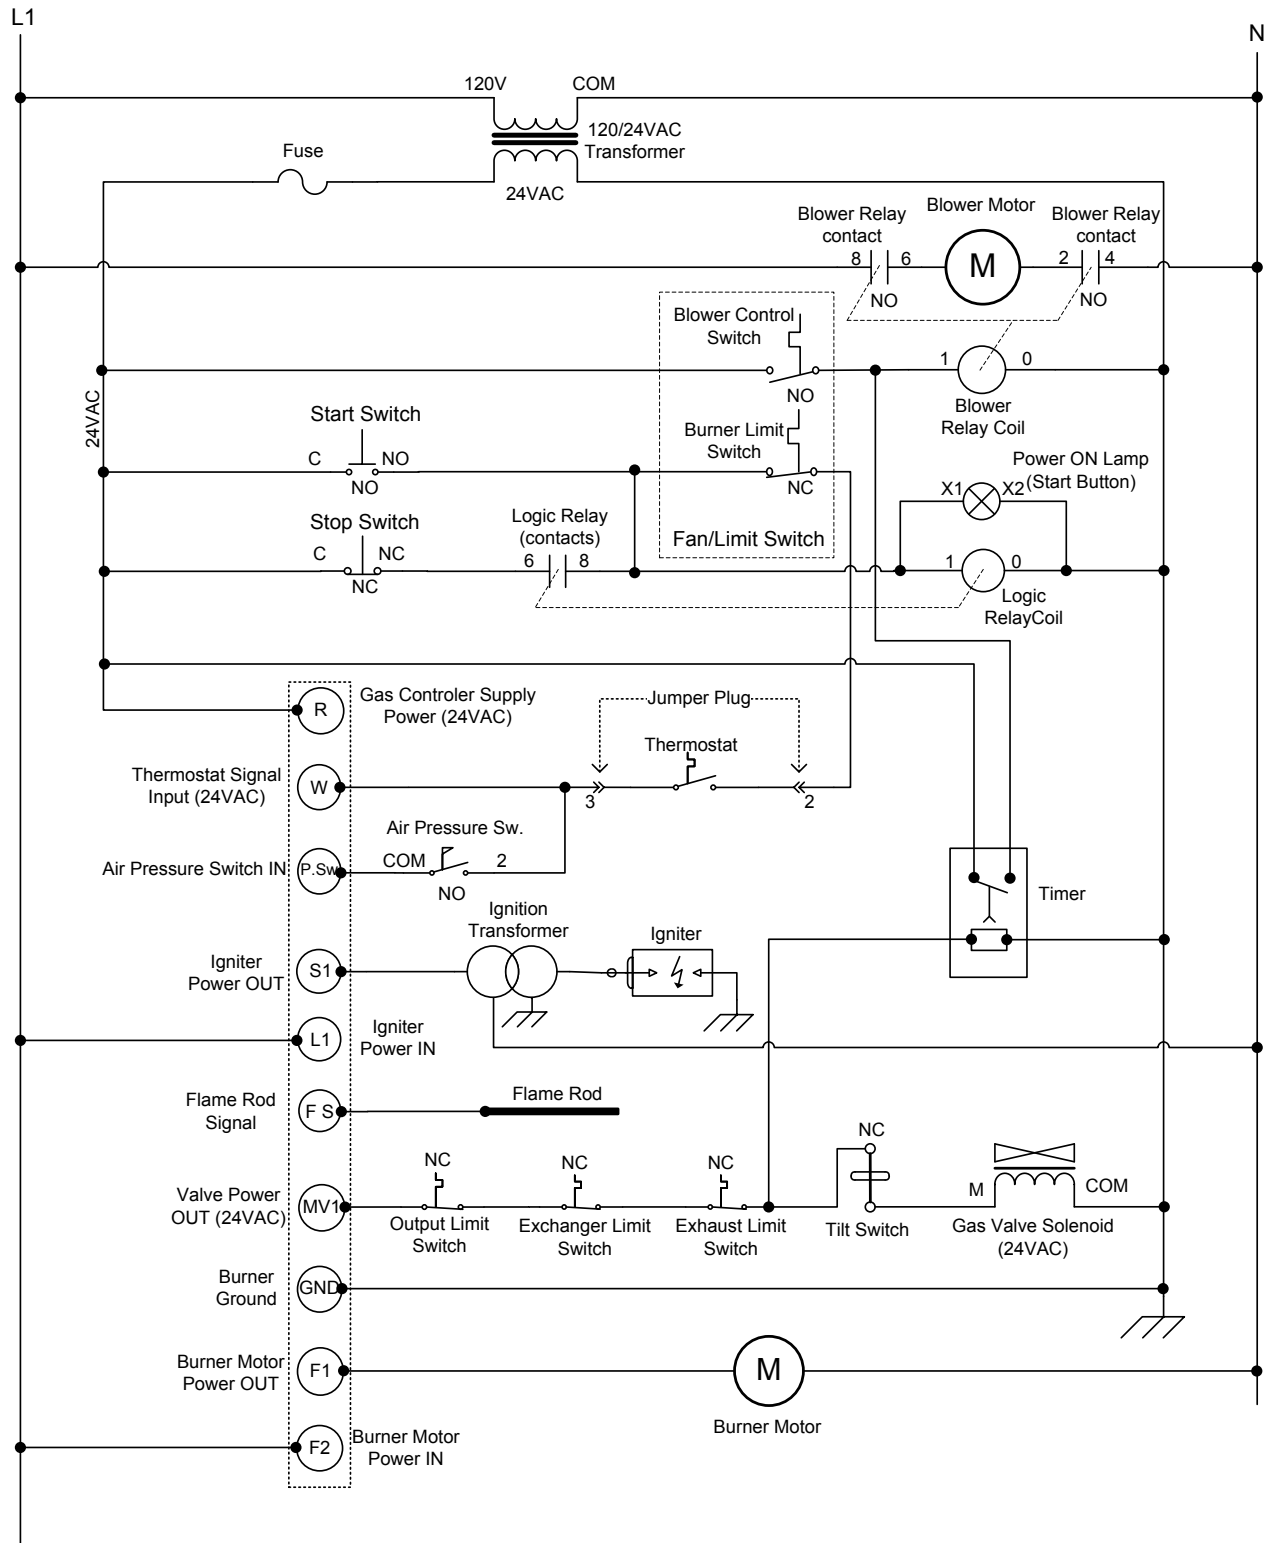 L1
N
120V
COM
120/24VAC
Transformer
Fuse
24VAC
Blower Relay
contact
Blower Motor
Blower Relay
contact
8
6
M
2
4
NO
NO
Blower Control
Switch
NO
1
0
Blower
Relay Coil
24VAC
Start Switch
C
NO
NO
Burner Limit
Switch
NC
Power ON Lamp
(Start Button)
X1
X2
Stop Switch
C
NC
NC
Logic Relay
(contacts)
6
8
Fan/Limit Switch
1
0
Logic
RelayCoil
R
Gas Controler Supply
Power (24VAC)
Jumper Plug
Thermostat
Thermostat Signal
Input (24VAC)
W
3
2
Air Pressure Sw.
Air Pressure Switch IN
P.Sw
COM
2
NO
Timer
Ignition
Transformer
Igniter
Igniter
Power OUT
S1
L1
Igniter
Power IN
Flame Rod
Signal
F S
Flame Rod
NC
NC
NC
NC
Valve Power
OUT (24VAC)
MV1
Output Limit
Switch
Exchanger Limit
Switch
Exhaust Limit
Switch
Tilt Switch
M
COM
Gas Valve Solenoid
(24VAC)
Burner
Ground
GND
Burner Motor
Power OUT
F1
M
Burner Motor
F2
Burner Motor
Power IN